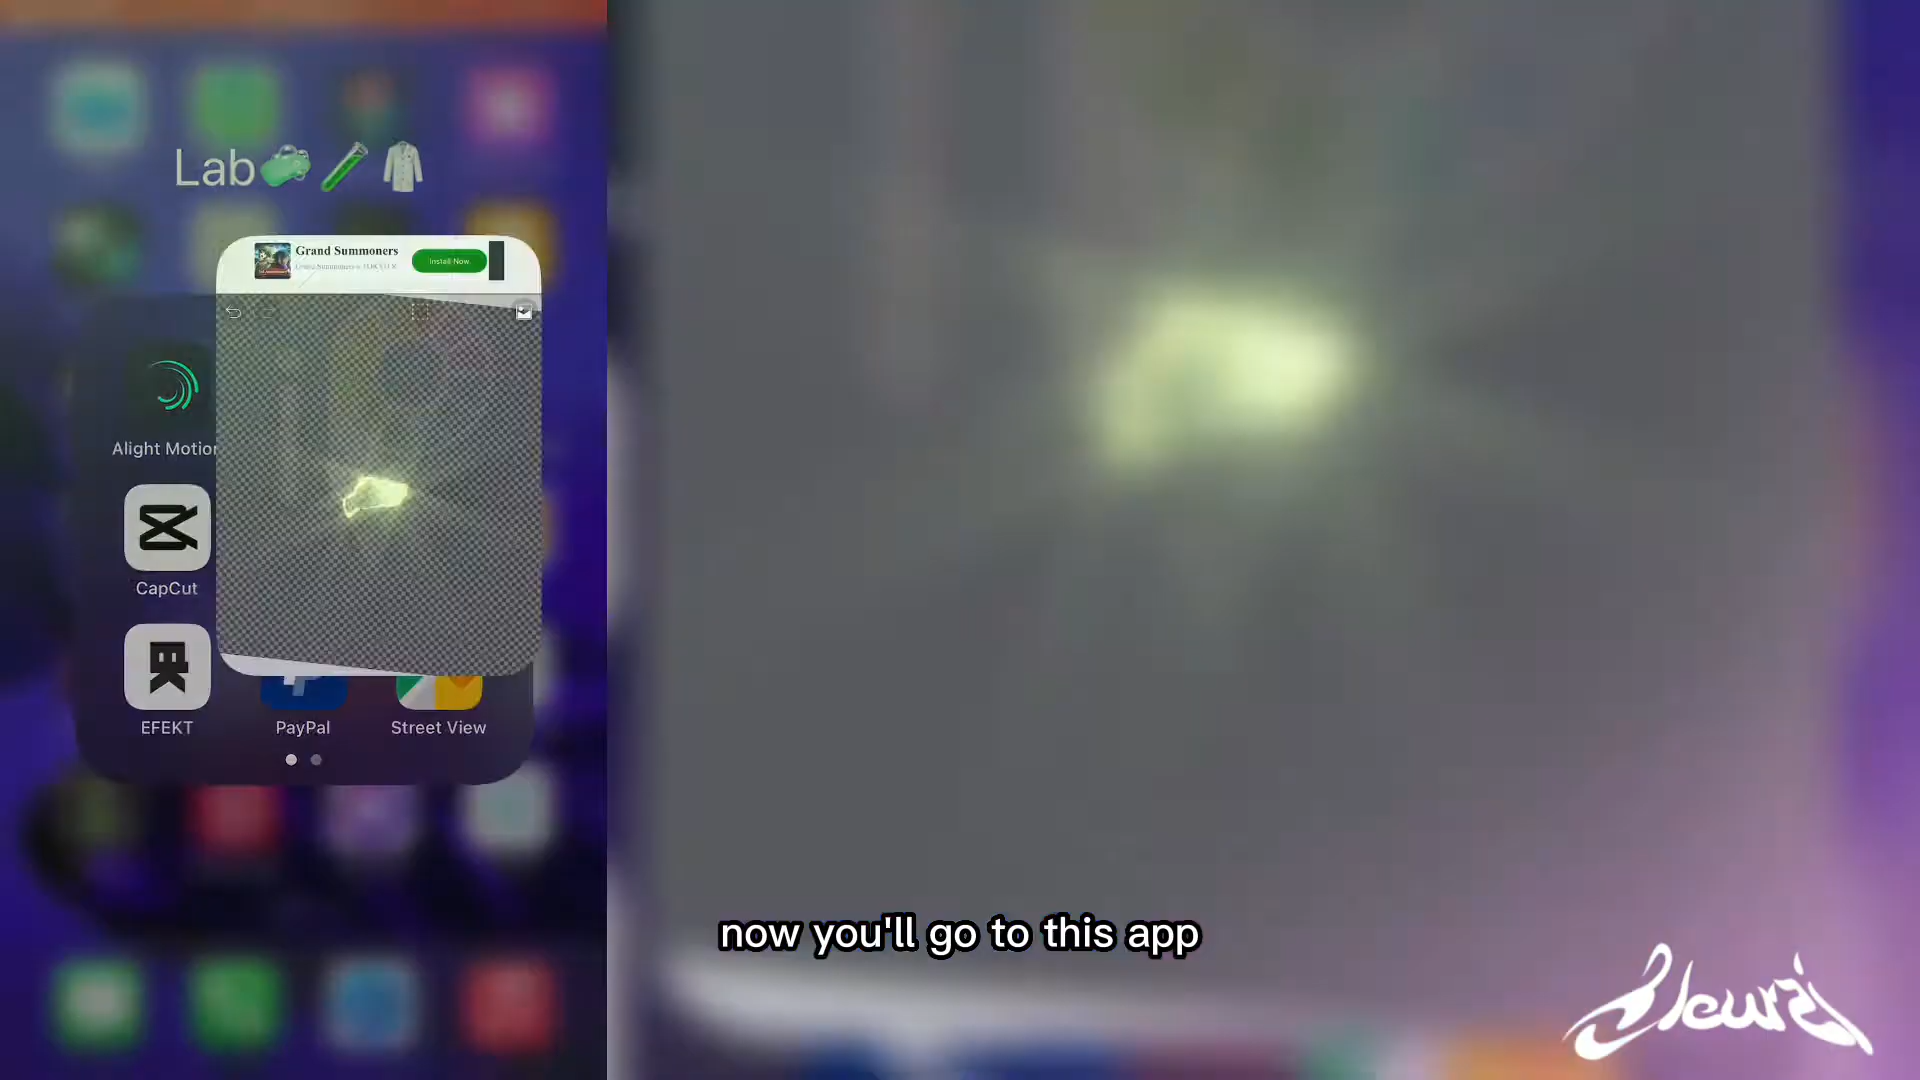 Lab
Grand Summoners
Install Now
Alight Motion
CapCut
EFEKT
PayPal
Street View
now you'll go to this app